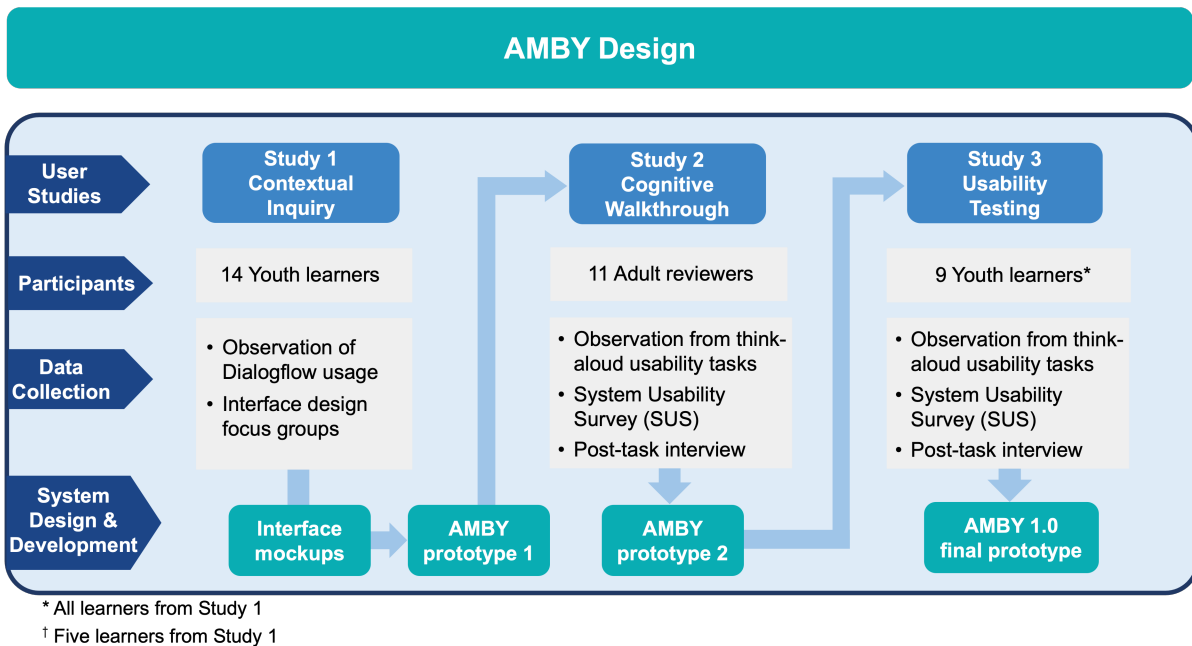 AMBY Design
User
Studies
Study 1
Contextual
Inquiry
Study 2
Cognitive
Walkthrough
Study 3
Usability
Testing
Participants
14 Youth learners
11 Adult reviewers
9 Youth learners*
Data
Collection
• Observation of
Dialogflow usage
• Interface design
focus groups
• Observation from think-
aloud usability tasks
• System Usability
Survey (SUS)
• Post-task interview
• Observation from think-
aloud usability tasks
• System Usability
Survey (SUS)
• Post-task interview
System
Design &
Development
Interface
mockups
AMBY
prototype 1
AMBY
prototype 2
AMBY 1.0
final prototype
* All learners from Study 1
† Five learners from Study 1